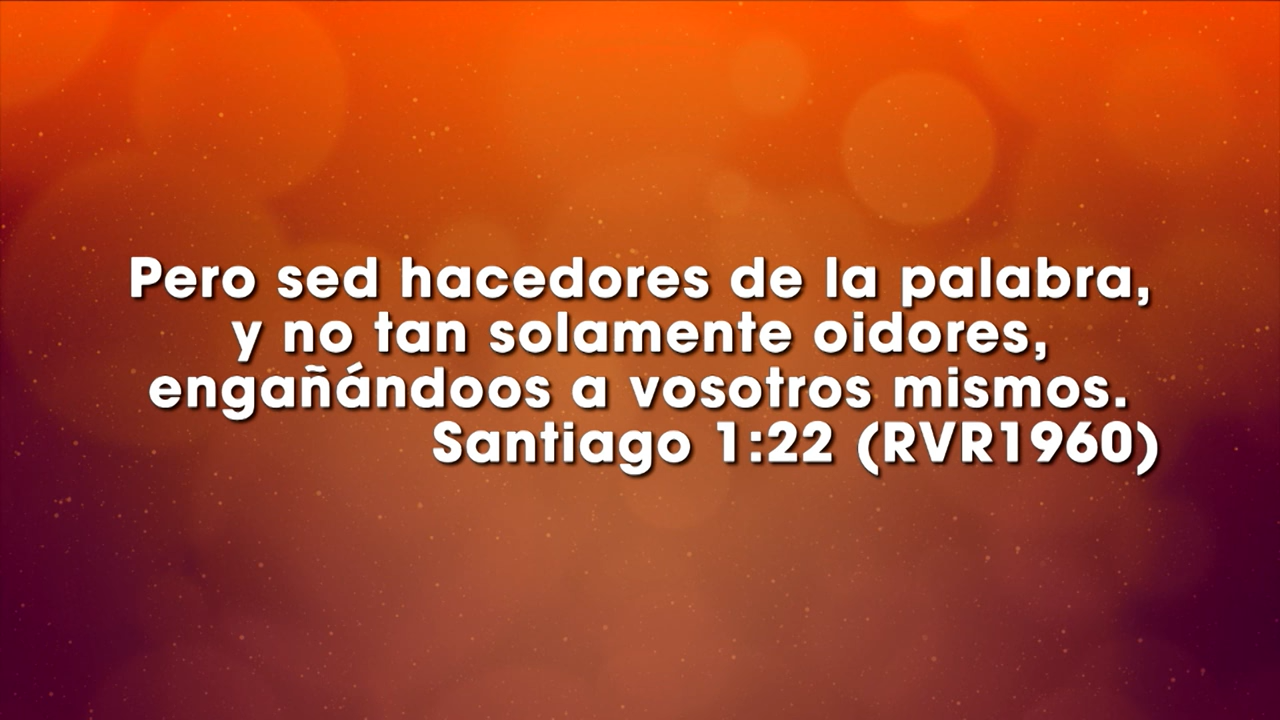 Pero sed hacedores de la palabra,
y no tan solamente oidores,
engañándoos a vosotros mismos.
Santiago 1:22 (RVR1960)